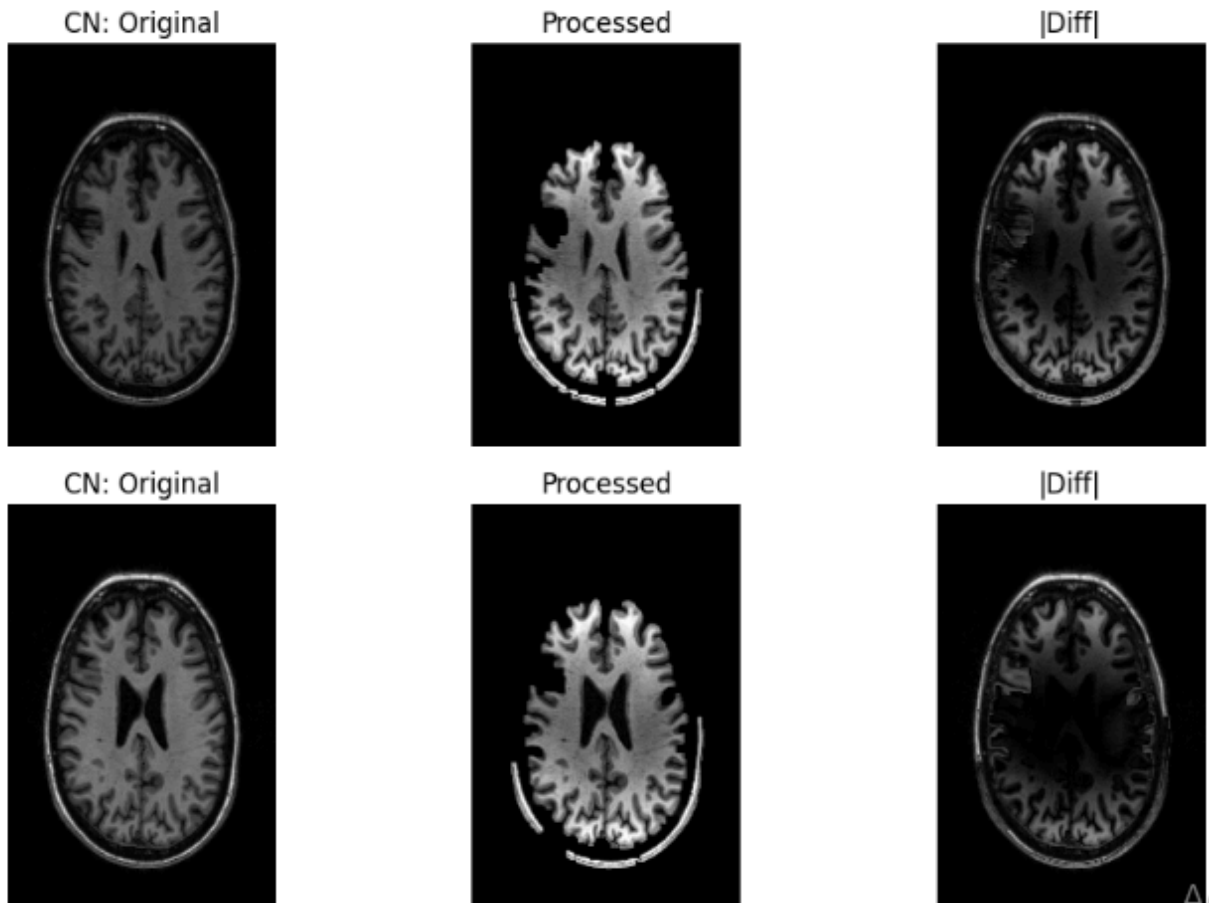 CN: Original
Processed
|Diff|
CN: Original
Processed
|Diff|